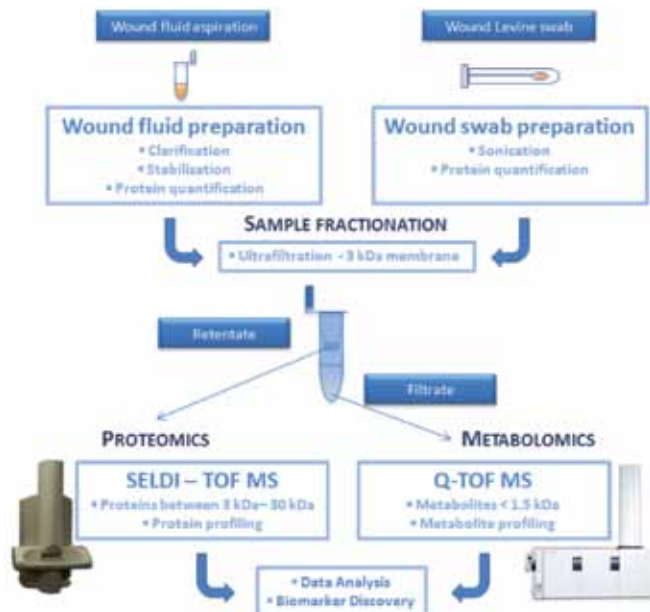 Wound fluid aspiration
Wound Levine swab
Wound fluid preparation
• Clarification
• Stabilisation
• Protein quantification
Wound swab preparation
• Sonication
• Protein quantification
SAMPLE FRACTIONATION
• Ultrafiltration - 3 kDa membrane
Retentate
Filtrate
PROTEOMICS
METABOLOMICS
SELDI – TOF MS
• Proteins between 3 kDa– 30 kDa
• Protein profiling
Q-TOF MS
• Metabolites < 1.5 kDa
• Metabolite profiling
• Data Analysis
• Biomarker Discovery